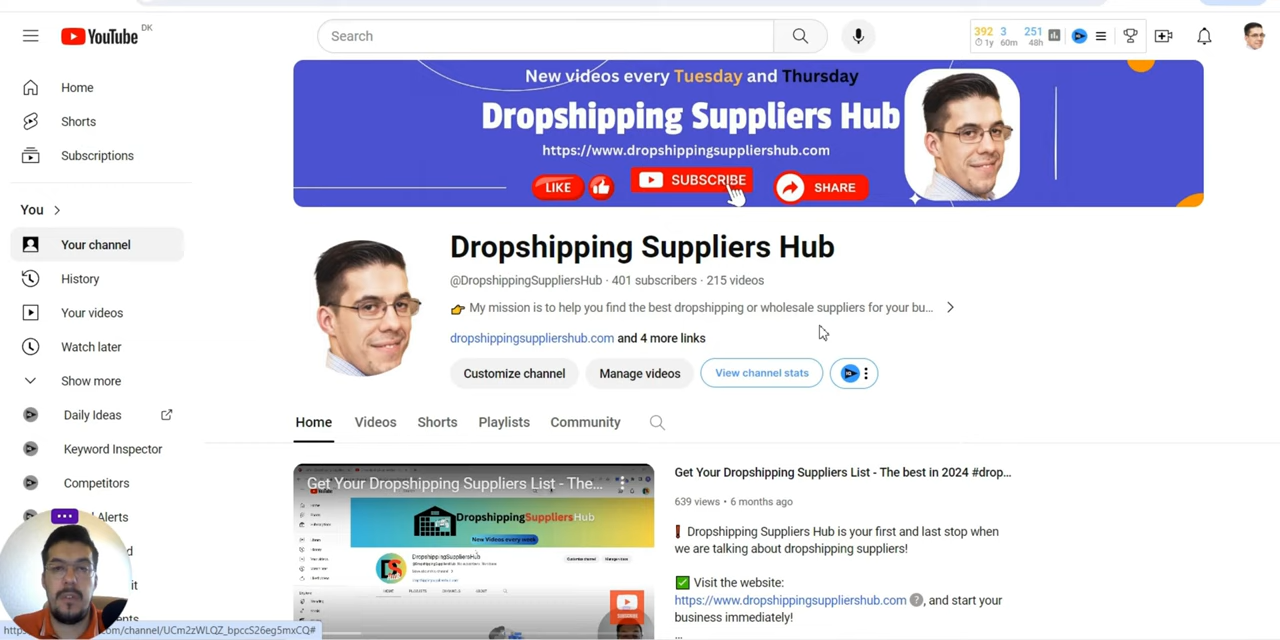 YouTube DK
Search
392 3 251
1y 60m 48h
Home
Shorts
Subscriptions
You
Your channel
History
Your videos
Watch later
Show more
Daily Ideas
Keyword Inspector
Competitors
Alerts
New videos every Tuesday and Thursday
Dropshipping Suppliers Hub
https://www.dropshippingsuppliershub.com
LIKE SUBSCRIBE SHARE
Dropshipping Suppliers Hub
@DropshippingSuppliersHub · 401 subscribers · 215 videos
My mission is to help you find the best dropshipping or wholesale suppliers for your bu...
dropshippingsuppliershub.com and 4 more links
Customize channel Manage videos View channel stats
Home Videos Shorts Playlists Community
Get Your Dropshipping Suppliers List - The...
DropshippingSuppliersHub
New Videos every week
DropshippingSuppliersHub
Get Your Dropshipping Suppliers List - The best in 2024 #drop...
639 views • 6 months ago
Dropshipping Suppliers Hub is your first and last stop when
we are talking about dropshipping suppliers!
Visit the website:
https://www.dropshippingsuppliershub.com ?, and start your
business immediately!
...